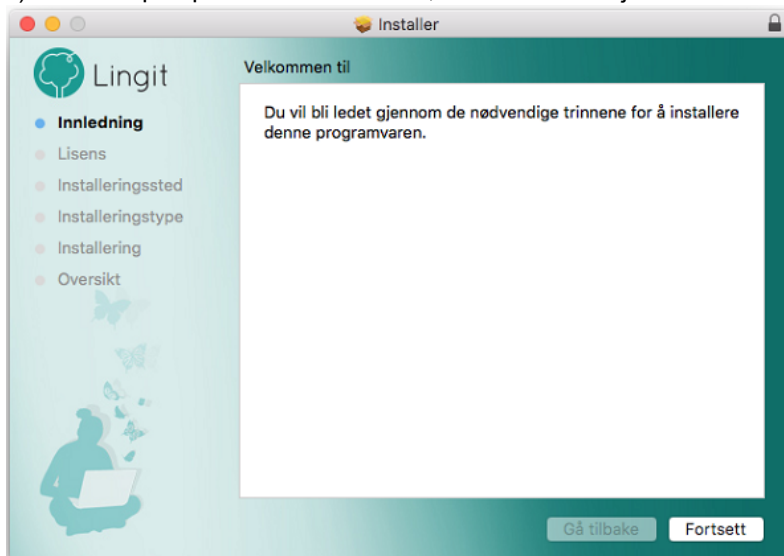 Installer
Lingit
Velkommen til
Innledning
Lisens
Installeringssted
Installeringstype
Installering
Oversikt
Du vil bli ledet gjennom de nødvendige trinnene for å installere
denne programvaren.
Gå tilbake
Fortsett